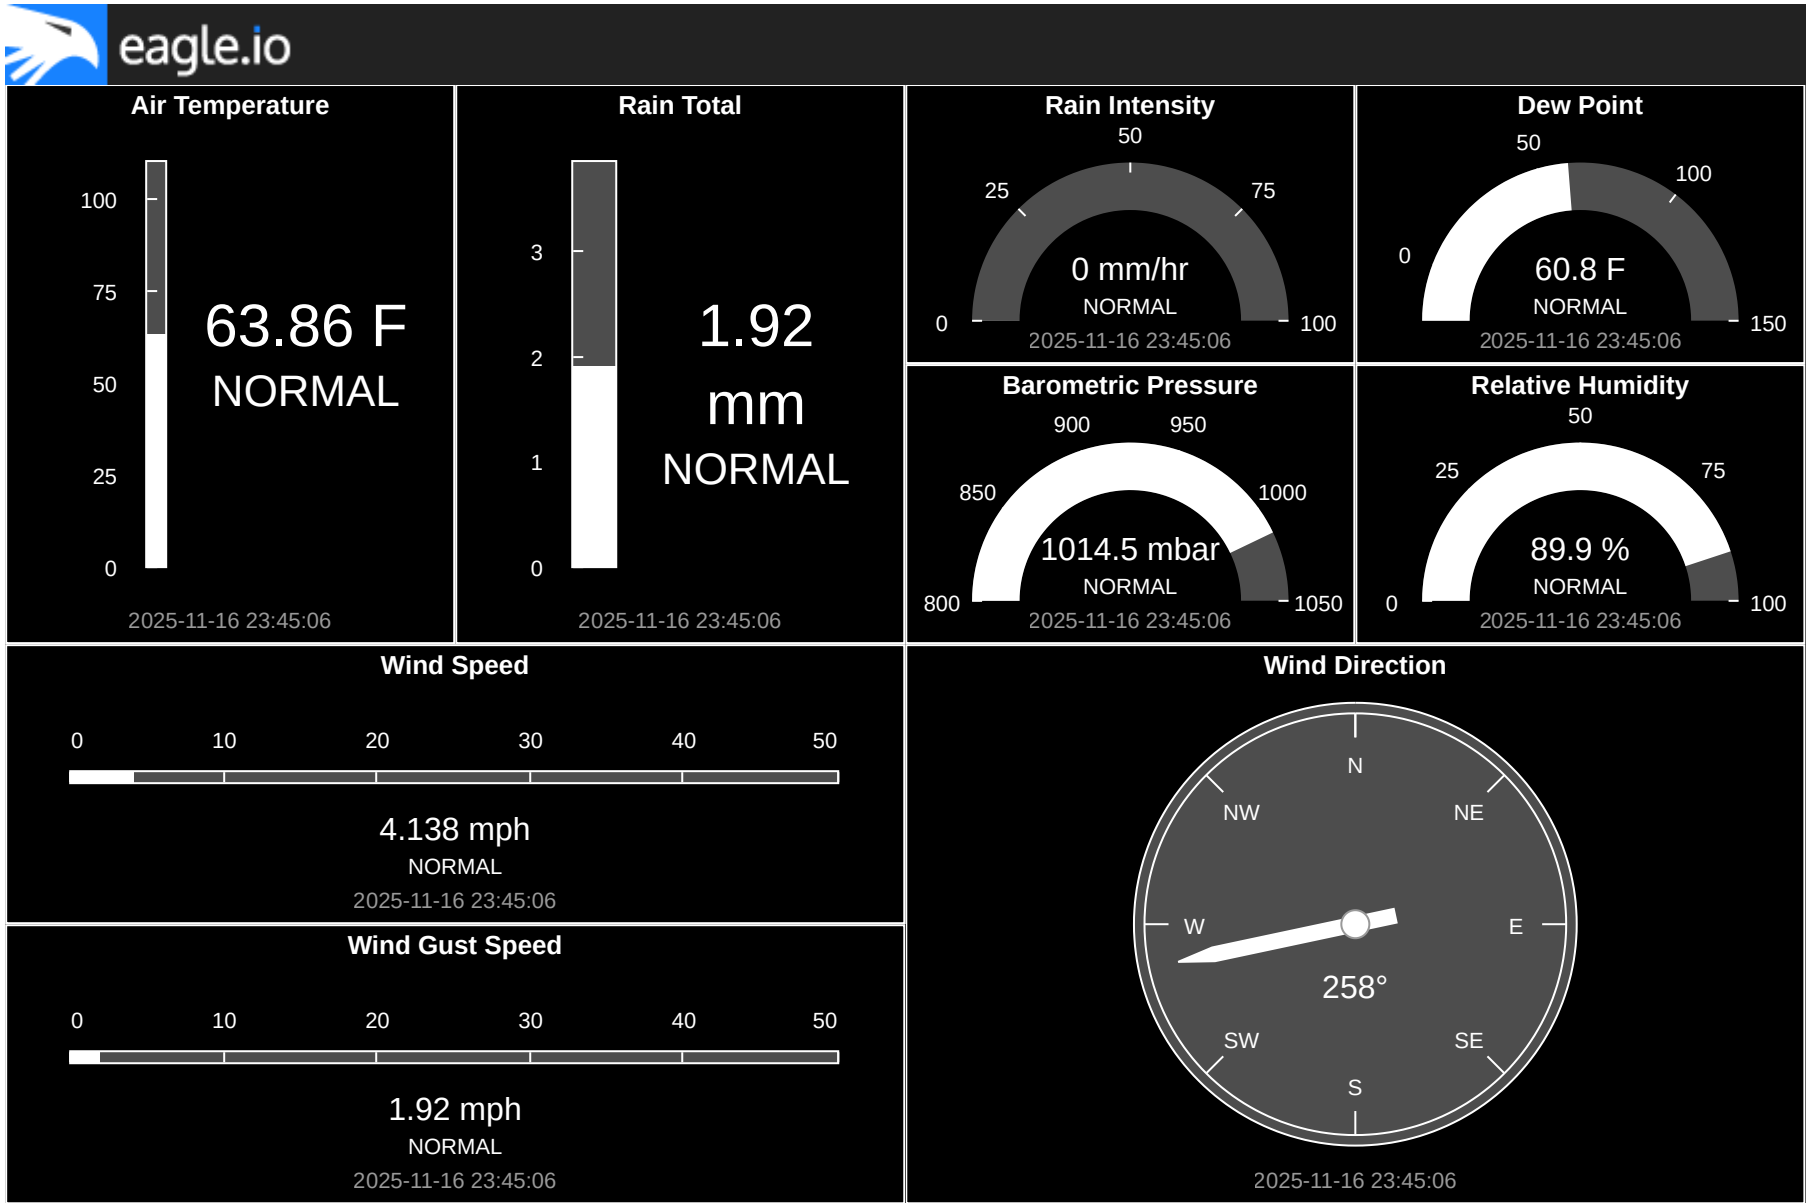 eagle.io
Air Temperature
100
75
50
25
0
63.86 F
NORMAL
2025-11-16 23:45:06
Rain Total
3
2
1
0
1.92
mm
NORMAL
2025-11-16 23:45:06
Rain Intensity
0
25
50
75
100
0 mm/hr
NORMAL
2025-11-16 23:45:06
Dew Point
0
50
100
150
60.8 F
NORMAL
2025-11-16 23:45:06
Barometric Pressure
800
850
900
950
1000
1050
1014.5 mbar
NORMAL
2025-11-16 23:45:06
Relative Humidity
0
25
50
75
100
89.9 %
NORMAL
2025-11-16 23:45:06
Wind Speed
0 10 20 30 40 50
4.138 mph
NORMAL
2025-11-16 23:45:06
Wind Gust Speed
0 10 20 30 40 50
1.92 mph
NORMAL
2025-11-16 23:45:06
Wind Direction
N
NW NE
W E
258°
SW SE
S
2025-11-16 23:45:06